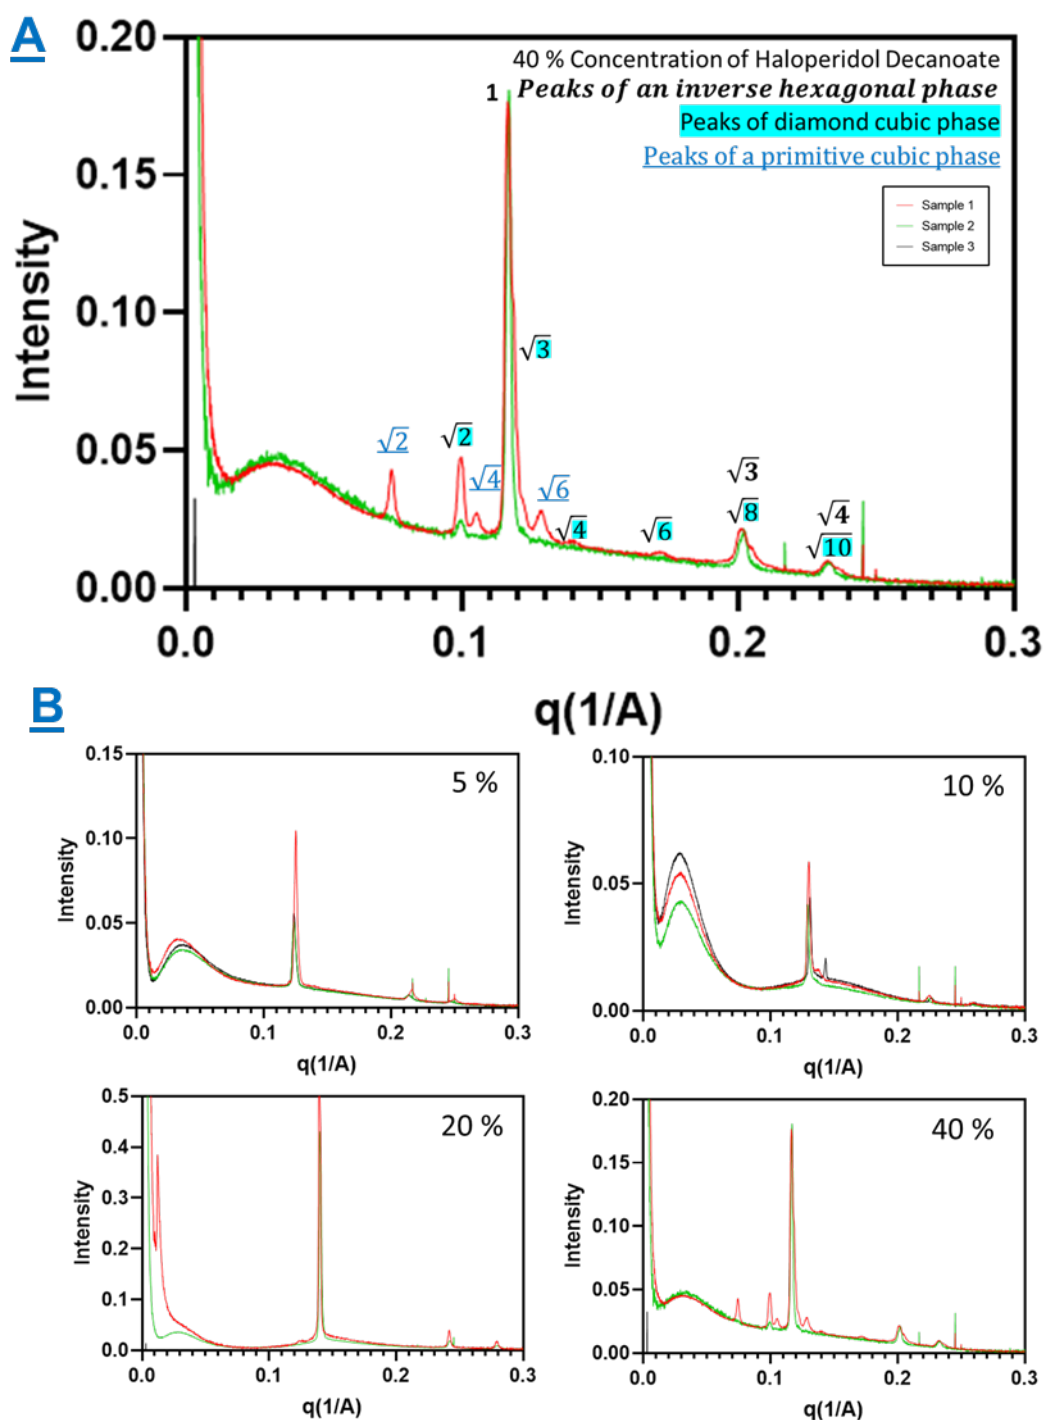 A
0.20
0.15
0.10
0.05
0.00
Intensity
40 % Concentration of Haloperidol Decanoate
1 Peaks of an inverse hexagonal phase
Peaks of diamond cubic phase
Peaks of a primitive cubic phase
Sample 1
Sample 2
Sample 3
√3
√2
√2
√4
√6
√4
√6
√3
√8
√4
√10
0.0 0.1 0.2 0.3
q(1/A)
B
5 %
0.15
0.10
0.05
0.00
Intensity
0.0 0.1 0.2 0.3
q(1/A)
10 %
0.10
0.05
0.00
Intensity
0.0 0.1 0.2 0.3
q(1/A)
20 %
0.5
0.4
0.3
0.2
0.1
0.0
Intensity
0.0 0.1 0.2 0.3
q(1/A)
40 %
0.20
0.15
0.10
0.05
0.00
Intensity
0.0 0.1 0.2 0.3
q(1/A)